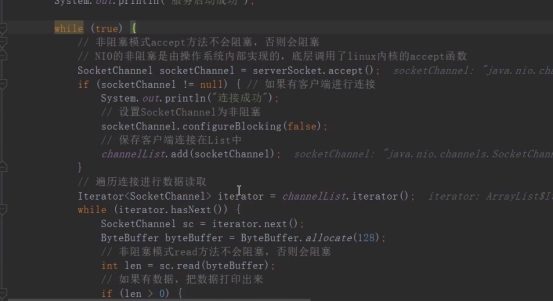 System.out.println("服务启动成功");
while (true) {
// 非阻塞模式accept方法不会阻塞，否则会阻塞
// NIO的非阻塞是由操作系统内部实现的，底层调用了linux内核的accept函数
SocketChannel socketChannel = serverSocket.accept(); socketChannel: "java.nio.ch
if (socketChannel != null) { // 如果有客户端进行连接
System.out.println("连接成功");
// 设置SocketChannel为非阻塞
socketChannel.configureBlocking(false);
// 保存客户端连接在List中
channelList.add(socketChannel); socketChannel: "java.nio.channels.SocketChan
}
// 遍历连接进行数据读取
Iterator<SocketChannel> iterator = channelList.iterator(); iterator: ArrayList$I
while (iterator.hasNext()) {
SocketChannel sc = iterator.next();
ByteBuffer byteBuffer = ByteBuffer.allocate(128);
// 非阻塞模式read方法不会阻塞，否则会阻塞
int len = sc.read(byteBuffer);
// 如果有数据，把数据打印出来
if (len > 0) {